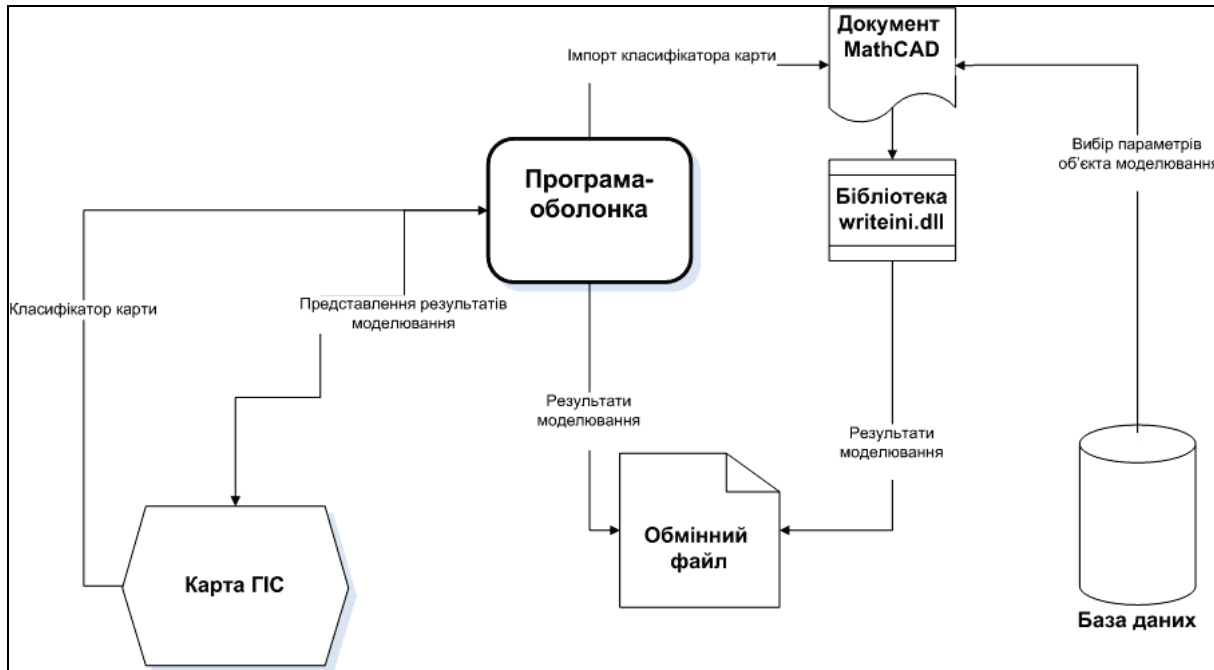 Документ
MathCAD
Імпорт класифікатора карти
Вибір параметрів
об'єкта моделювання
Програма-
оболонка
Бібліотека
writeini.dll
Класифікатор карти
Представлення результатів
моделювання
Результати
моделювання
Результати
моделювання
Обмінний
файл
Карта ГІС
База даних